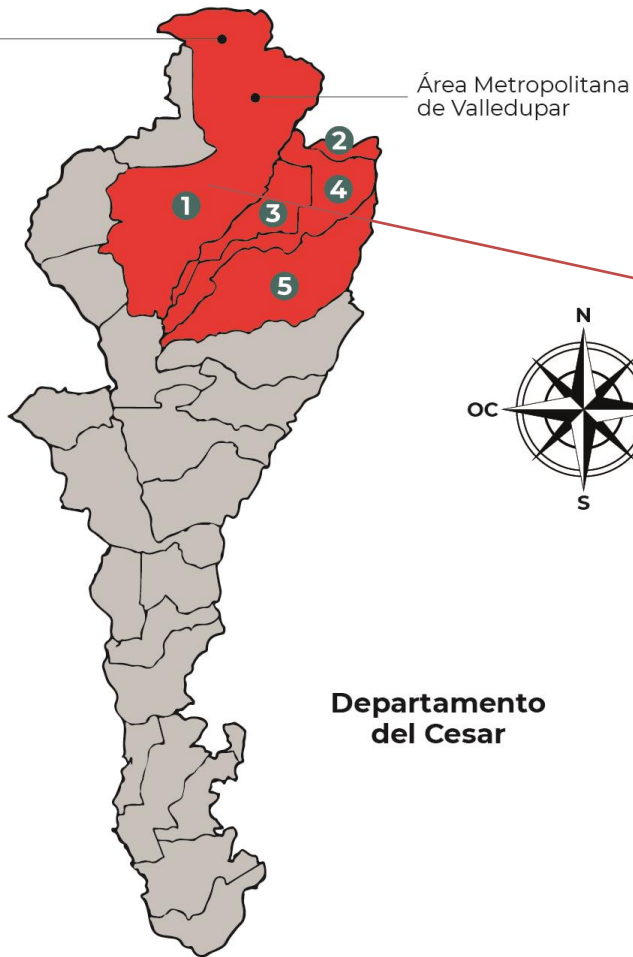 Área Metropolitana
de Valledupar
2
4
1
3
5
N
OC
S
Departamento
del Cesar